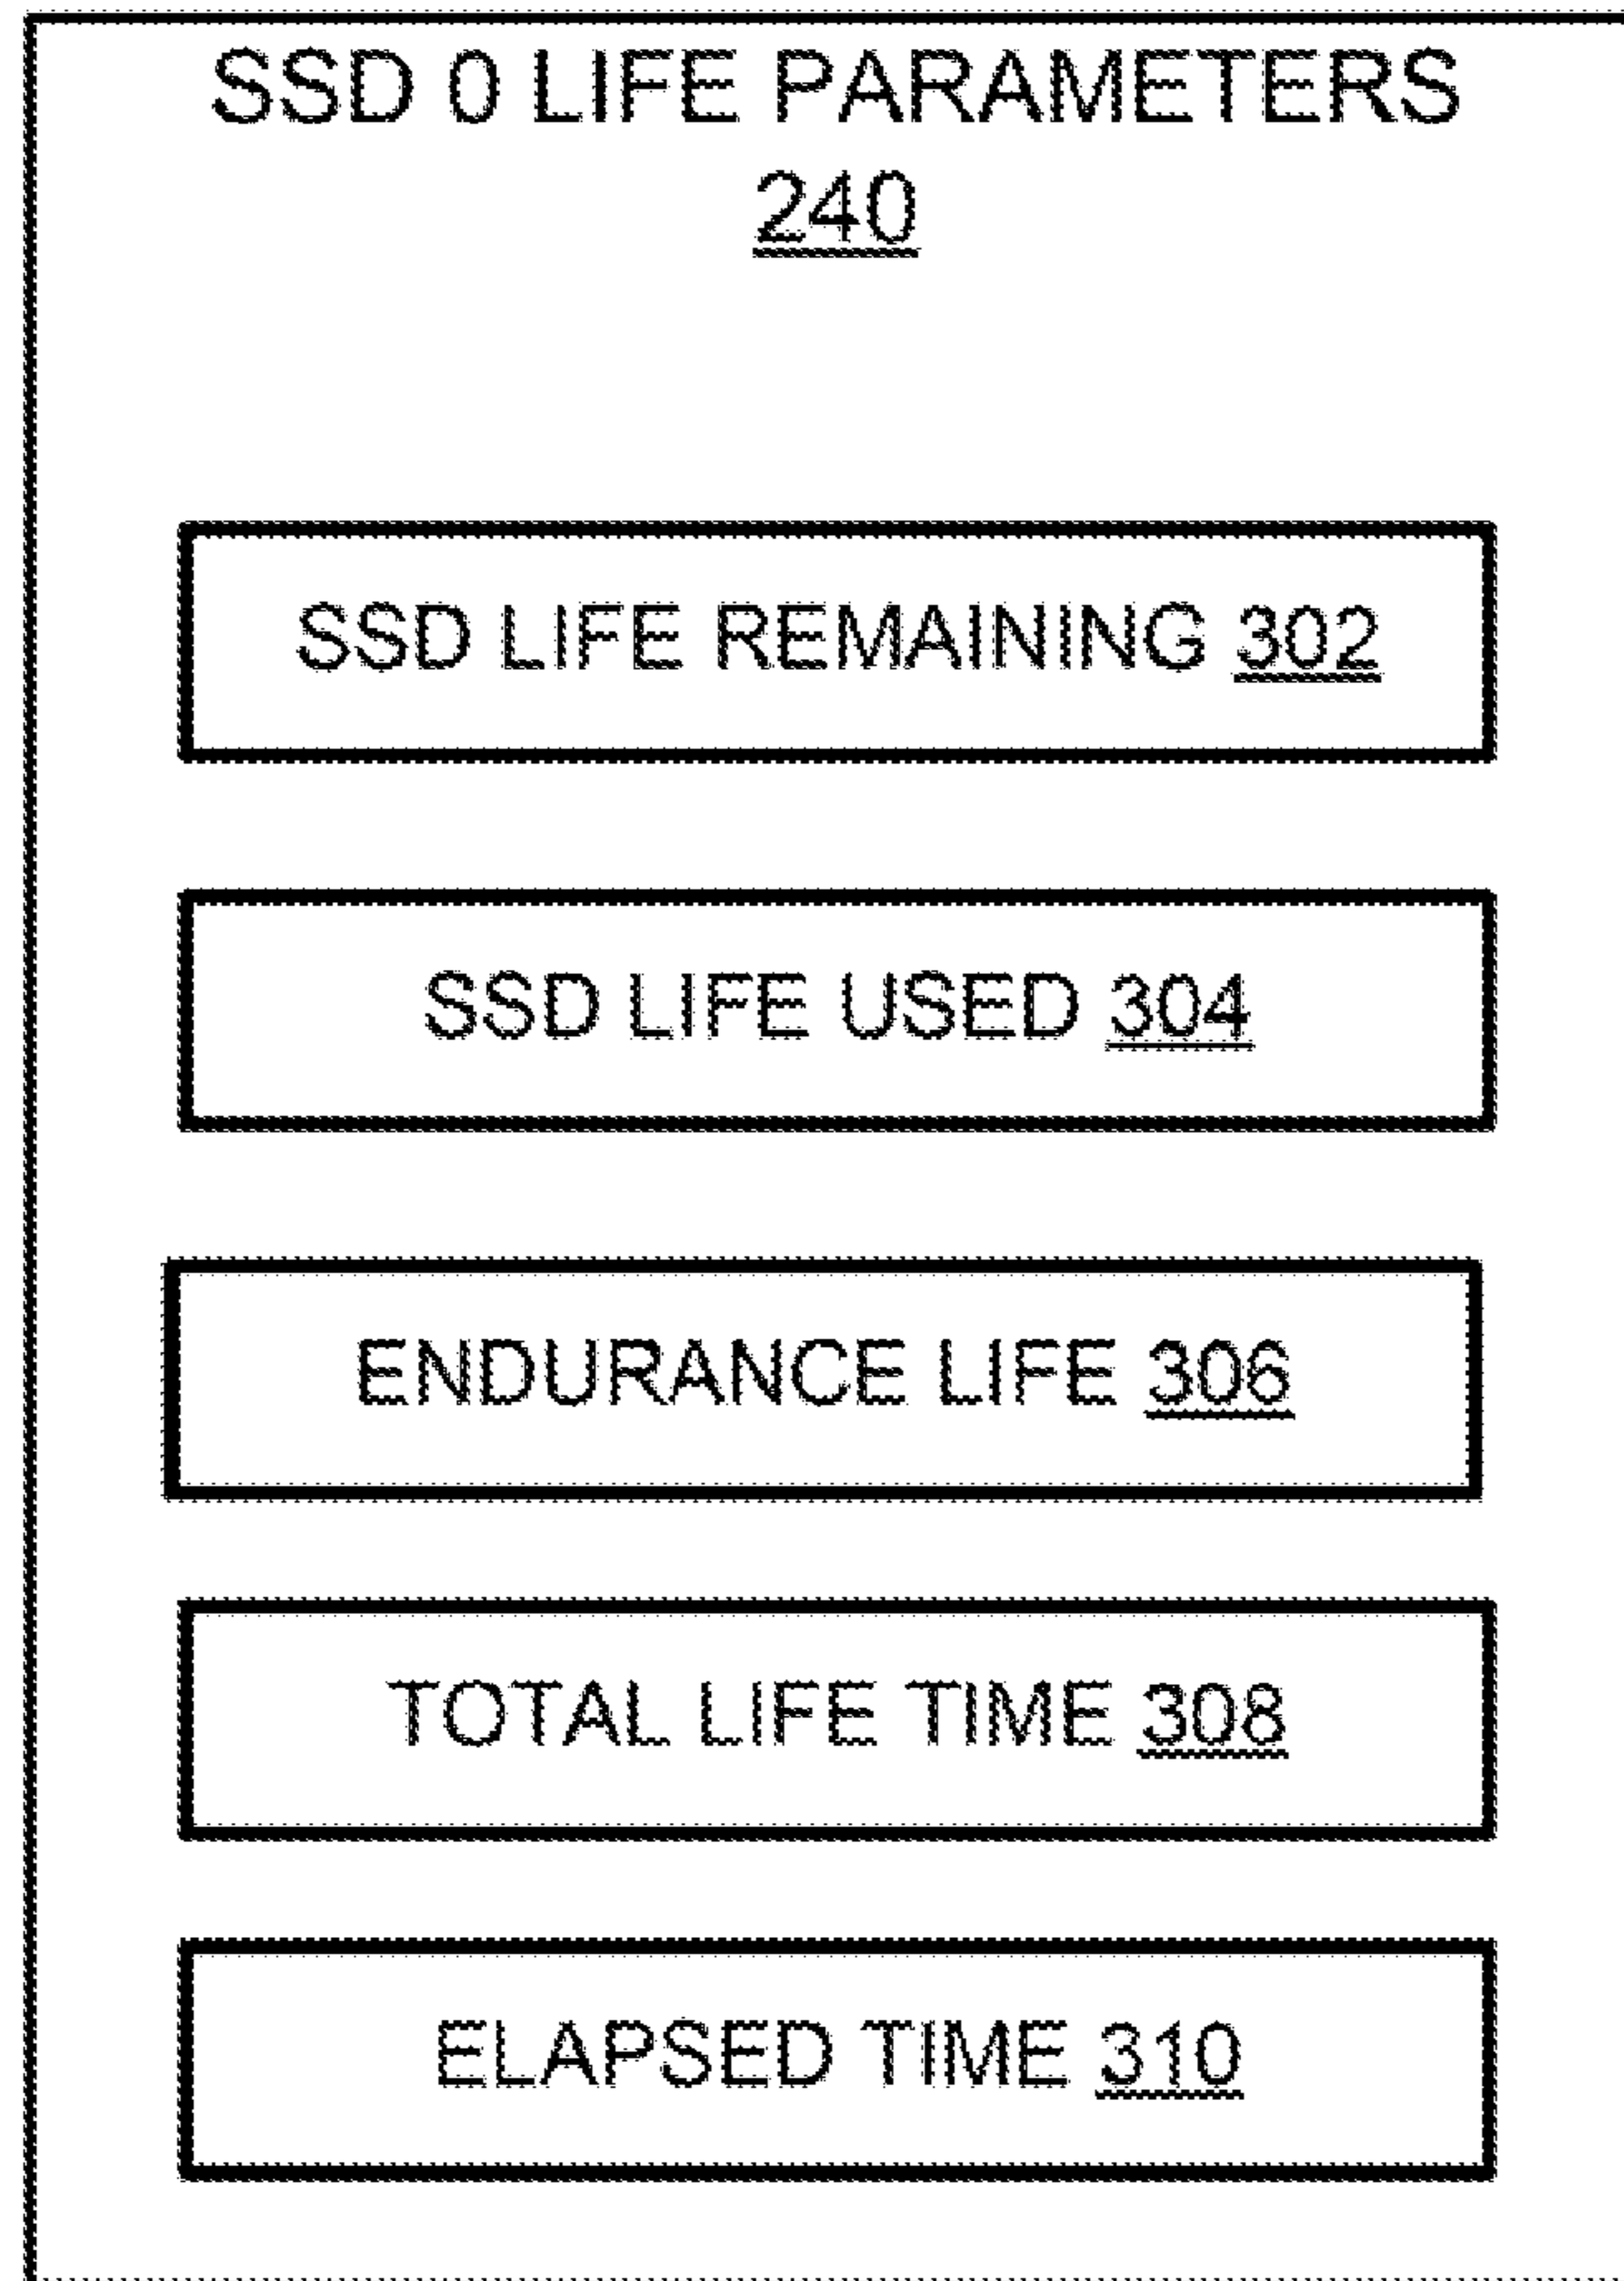 SSD 0 LIFE PARAMETERS
240
SSD LIFE REMAINING 302
SSD LIFE USED 304
ENDURANCE LIFE 306
TOTAL LIFE TIME 308
ELAPSED TIME 310